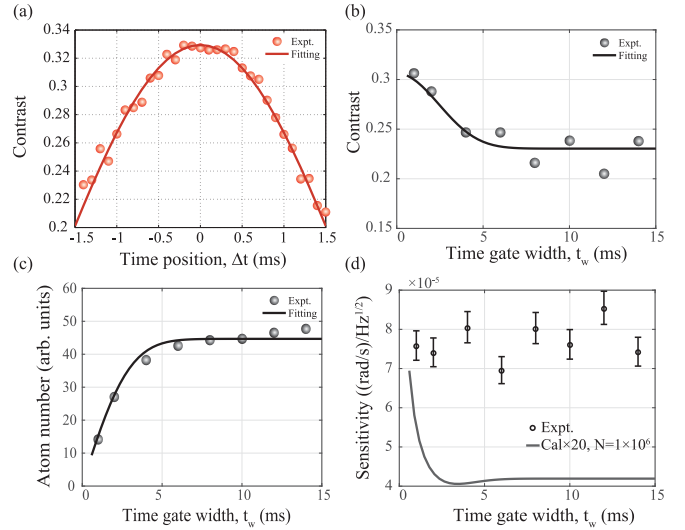 (a)
0.34
0.32
0.3
0.28
0.26
0.24
0.22
0.2
Contrast
Expt.
Fitting
-1.5 -1 -0.5 0 0.5 1 1.5
Time position, Δt (ms)
(b)
0.4
0.3
0.2
0.15
Contrast
Expt.
Fitting
0 5 10 15
Time gate width, t_w (ms)
(c)
60
50
40
30
20
10
0
Atom number (arb. units)
Expt.
Fitting
0 5 10 15
Time gate width, t_w (ms)
(d)
×10⁻⁵
9
8
7
6
5
4
Sensitivity ((rad/s)/Hz^1/2)
Expt.
Cal×20, N=1×10⁶
0 5 10 15
Time gate width, t_w (ms)